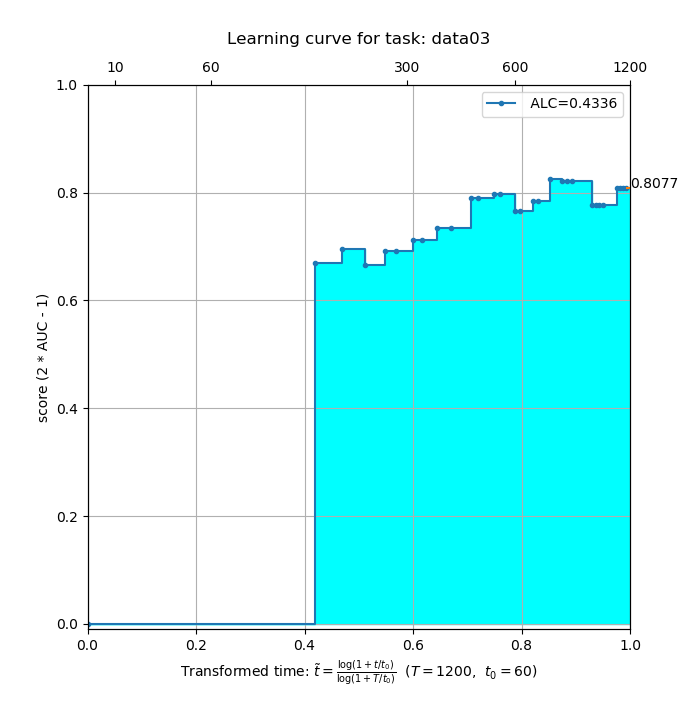 Learning curve for task: data03
10 60 300 600 1200
1.0
ALC=0.4336
0.8077
0.8
0.6
score (2 * AUC - 1)
0.4
0.2
0.0
0.0 0.2 0.4 0.6 0.8 1.0
Transformed time: t̃ = log(1 + t/t₀) / log(1 + T/t₀) (T = 1200, t₀ = 60)